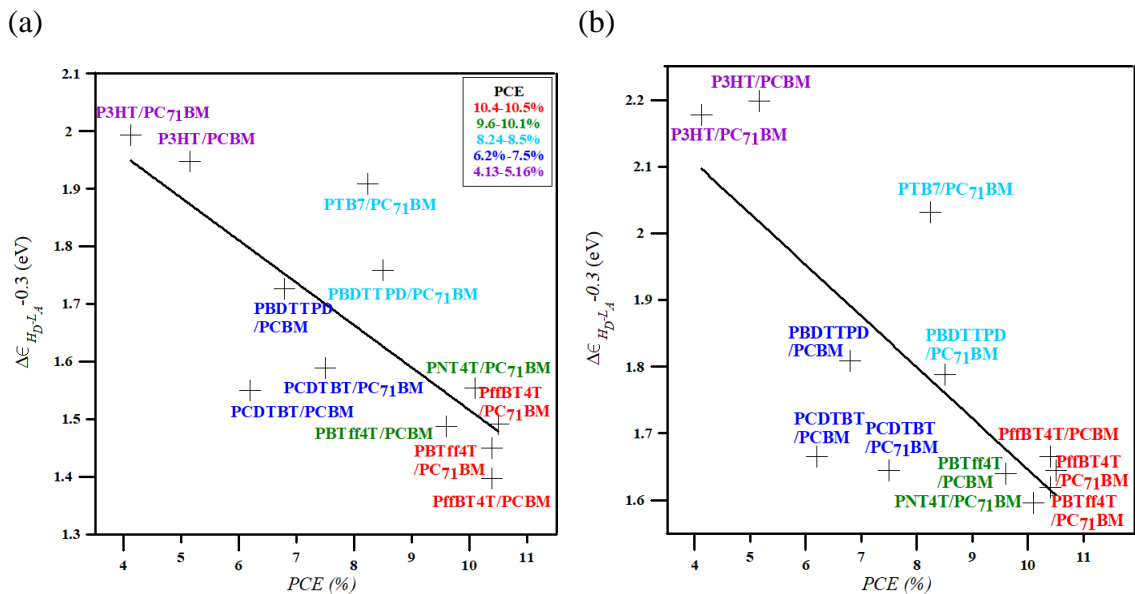 (a)
2.1
2
1.9
1.8
1.7
1.6
1.5
1.4
1.3
Δϵ H_D-L_A -0.3 (eV)
P3HT/PC71BM
P3HT/PCBM
PCE
10.4-10.5%
9.6-10.1%
8.24-8.5%
6.2%-7.5%
4.13-5.16%
PTB7/PC71BM
PBDTTPD/PC71BM
PBDTTPD
/PCBM
PNT4T/PC71BM
PCDTBT/PC71BM
PffBT4T
/PC71BM
PCDTBT/PCBM
PBTff4T/PCBM
PBTff4T
/PC71BM
PffBT4T/PCBM
4 5 6 7 8 9 10 11
PCE (%)
(b)
2.2
2.1
2
1.9
1.8
1.7
1.6
Δϵ H_D-L_A -0.3 (eV)
P3HT/PCBM
P3HT/PC71BM
PTB7/PC71BM
PBDTTPD
/PCBM
PBDTTPD
/PC71BM
PCDTBT
/PCBM
PCDTBT
/PC71BM
PffBT4T/PCBM
PBTff4T
/PCBM
PffBT4T
/PC71BM
PNT4T/PC71BM
PBTff4T
/PC71BM
4 5 6 7 8 9 10 11
PCE (%)